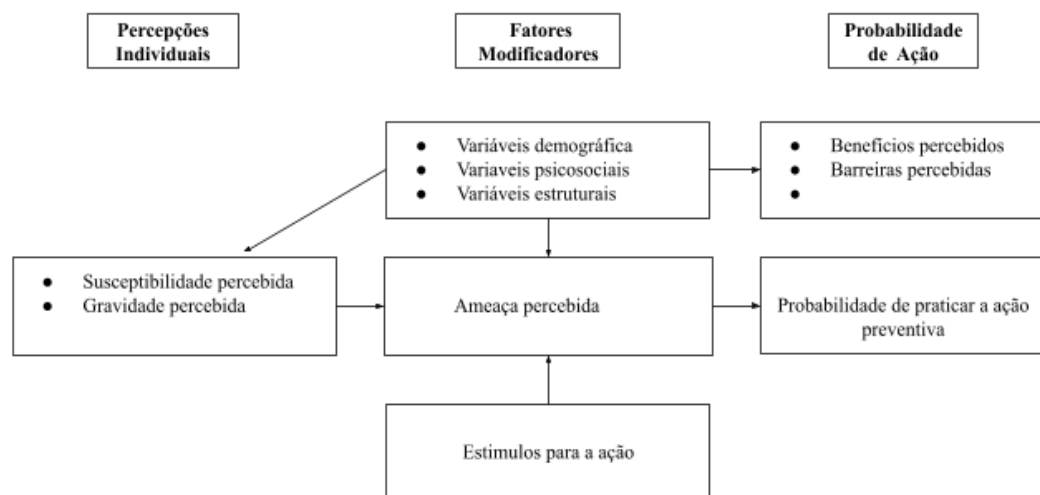 Percepções
Individuais
Fatores
Modificadores
Probabilidade
de Ação
● Variáveis demográfica
● Variaveis psicosociais
● Variáveis estruturais
● Benefícios percebidos
● Barreiras percebidas
●
● Susceptibilidade percebida
● Gravidade percebida
Ameaça percebida
Probabilidade de praticar a ação
preventiva
Estimulos para a ação